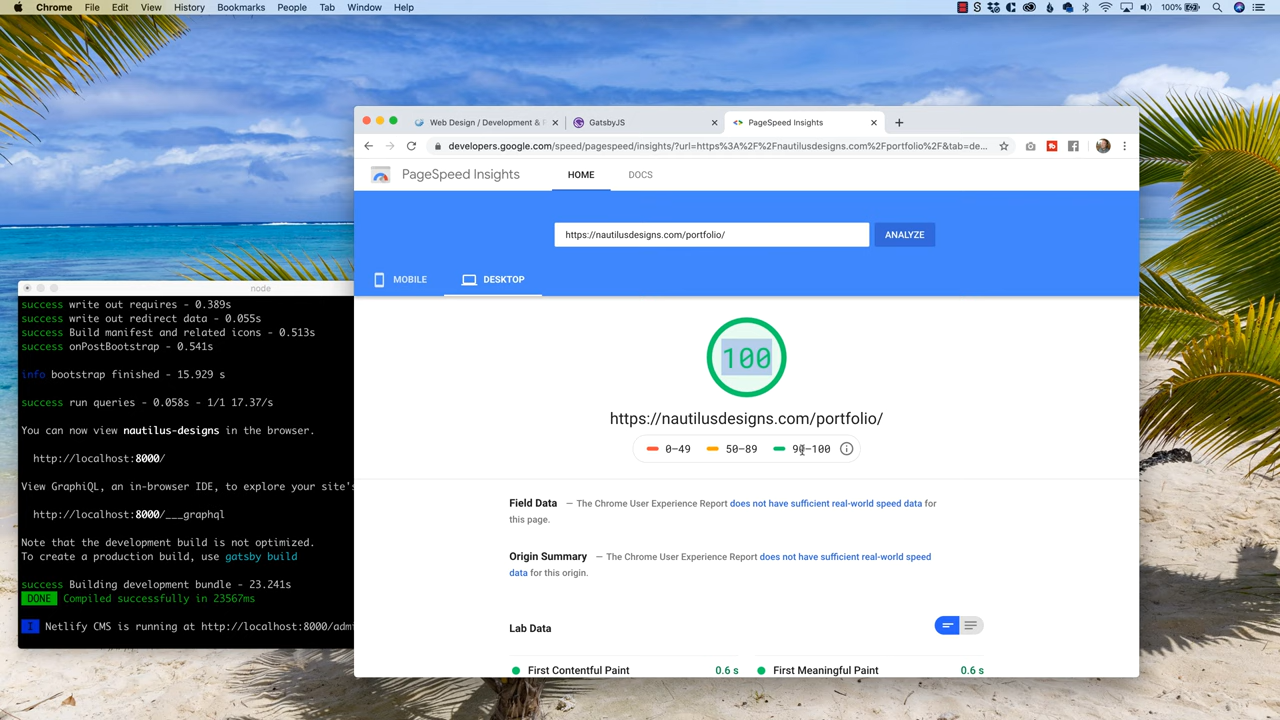 Chrome File Edit View History Bookmarks People Tab Window Help 100%
Web Design / Development &
GatsbyJS
PageSpeed Insights
developers.google.com/speed/pagespeed/insights/?url=https%3A%2F%2Fnautilusdesigns.com%2Fportfolio%2F&tab=de...
PageSpeed Insights
HOME
DOCS
https://nautilusdesigns.com/portfolio/
ANALYZE
MOBILE
DESKTOP
100
https://nautilusdesigns.com/portfolio/
0–49 50–89 90–100
Field Data — The Chrome User Experience Report does not have sufficient real-world speed data for
this page.
Origin Summary — The Chrome User Experience Report does not have sufficient real-world speed
data for this origin.
Lab Data
First Contentful Paint 0.6 s
First Meaningful Paint 0.6 s
node
success write out requires - 0.389s
success write out redirect data - 0.055s
success Build manifest and related icons - 0.513s
success onPostBootstrap - 0.541s
info bootstrap finished - 15.929 s
success run queries - 0.058s - 1/1 17.37/s
You can now view nautilus-designs in the browser.
http://localhost:8000/
View GraphiQL, an in-browser IDE, to explore your site's
http://localhost:8000/___graphql
Note that the development build is not optimized.
To create a production build, use gatsby build
success Building development bundle - 23.241s
DONE Compiled successfully in 23567ms
I Netlify CMS is running at http://localhost:8000/adm